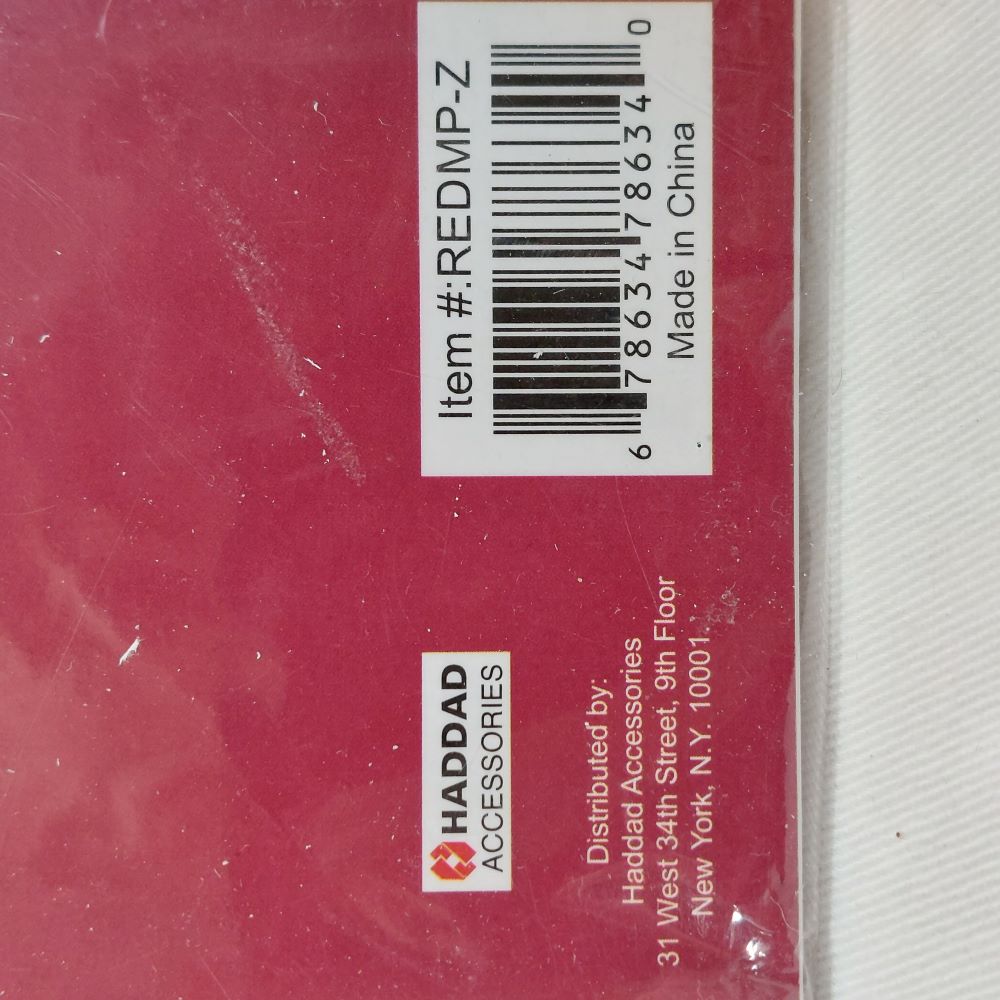 Item #:REDMP-Z
6 78634 78634 0
Made in China
HADDAD
ACCESSORIES
Distributed by:
Haddad Accessories
31 West 34th Street, 9th Floor
New York, N.Y. 10001.